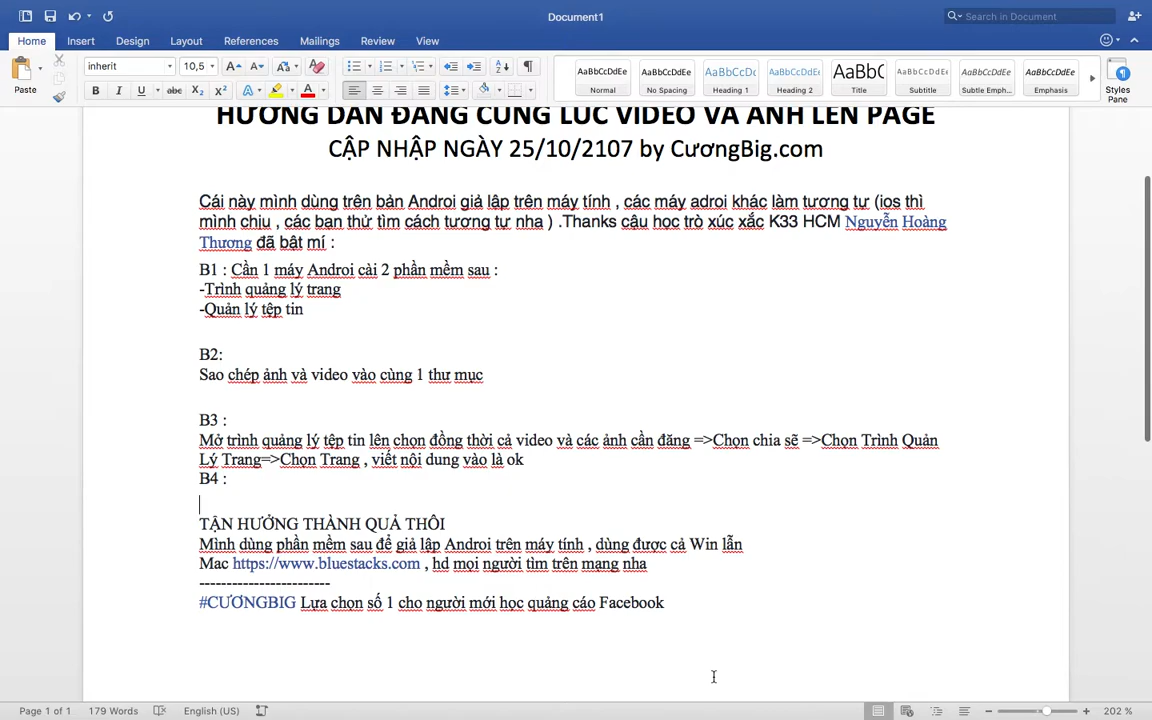 Document1
Search in Document
Home Insert Design Layout References Mailings Review View
Paste
inherit 10,5
AaBbCcDdEe AaBbCcDdEe AaBbCcDc AaBbCcDdEe AaBbC( AaBbCcDdEe AaBbCcDdEe AaBbCcDdEe
Normal No Spacing Heading 1 Heading 2 Title Subtitle Subtle Emph... Emphasis
Styles Pane
HƯỚNG DẪN ĐĂNG CÙNG LÚC VIDEO VÀ ẢNH LÊN PAGE
CẬP NHẬP NGÀY 25/10/2107 by CươngBig.com
Cái này mình dùng trên bản Androi giả lập trên máy tính , các máy adroi khác làm tương tự (ios thì
mình chịu , các bạn thử tìm cách tương tự nha ) .Thanks cậu học trò xúc xắc K33 HCM Nguyễn Hoàng
Thương đã bật mí :
B1 : Cần 1 máy Androi cài 2 phần mềm sau :
-Trình quảng lý trang
-Quản lý tệp tin
B2:
Sao chép ảnh và video vào cùng 1 thư mục
B3 :
Mở trình quảng lý tệp tin lên chọn đồng thời cả video và các ảnh cần đăng =>Chọn chia sẽ =>Chọn Trình Quản
Lý Trang=>Chọn Trang , viết nội dung vào là ok
B4 :
TẬN HƯỞNG THÀNH QUẢ THÔI
Mình dùng phần mềm sau để giả lập Androi trên máy tính , dùng được cả Win lẫn
Mac https://www.bluestacks.com , hd mọi người tìm trên mạng nha
------------------------
#CƯƠNGBIG Lựa chọn số 1 cho người mới học quảng cáo Facebook
Page 1 of 1 179 Words English (US) 202 %